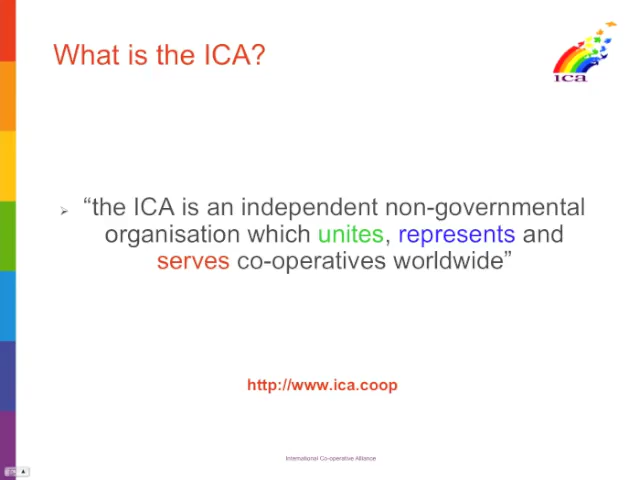 What is the ICA?
ica
“the ICA is an independent non-governmental
organisation which unites, represents and
serves co-operatives worldwide”
http://www.ica.coop
International Co-operative Alliance